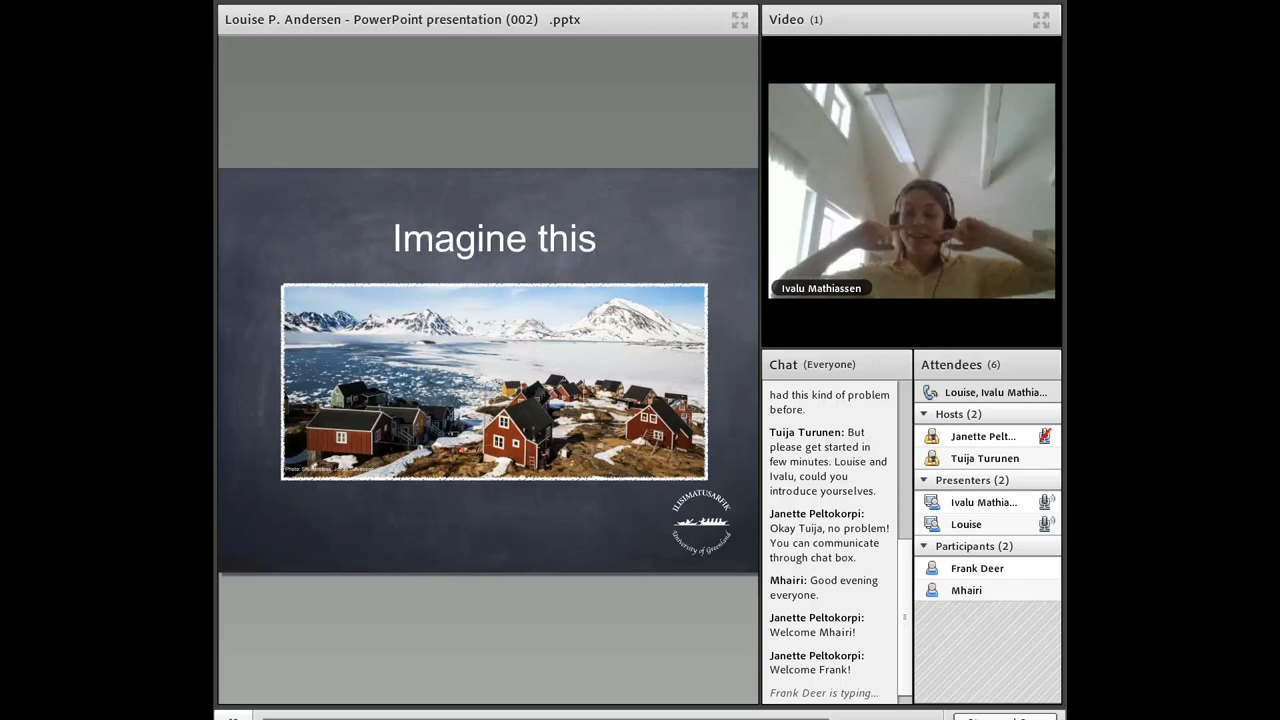 Louise P. Andersen - PowerPoint presentation (002)   .pptx
Imagine this
ILISIMATUSARFIK
University of Greenland
Video (1)
Ivalu Mathiassen
Chat (Everyone)
had this kind of problem
before.
Tuija Turunen: But
please get started in
few minutes. Louise and
Ivalu, could you
introduce yourselves.
Janette Peltokorpi:
Okay Tuija, no problem!
You can communicate
through chat box.
Mhairi: Good evening
everyone.
Janette Peltokorpi:
Welcome Mhairi!
Janette Peltokorpi:
Welcome Frank!
Frank Deer is typing...
Attendees (6)
Louise, Ivalu Mathia...
Hosts (2)
Janette Pelt...
Tuija Turunen
Presenters (2)
Ivalu Mathia...
Louise
Participants (2)
Frank Deer
Mhairi